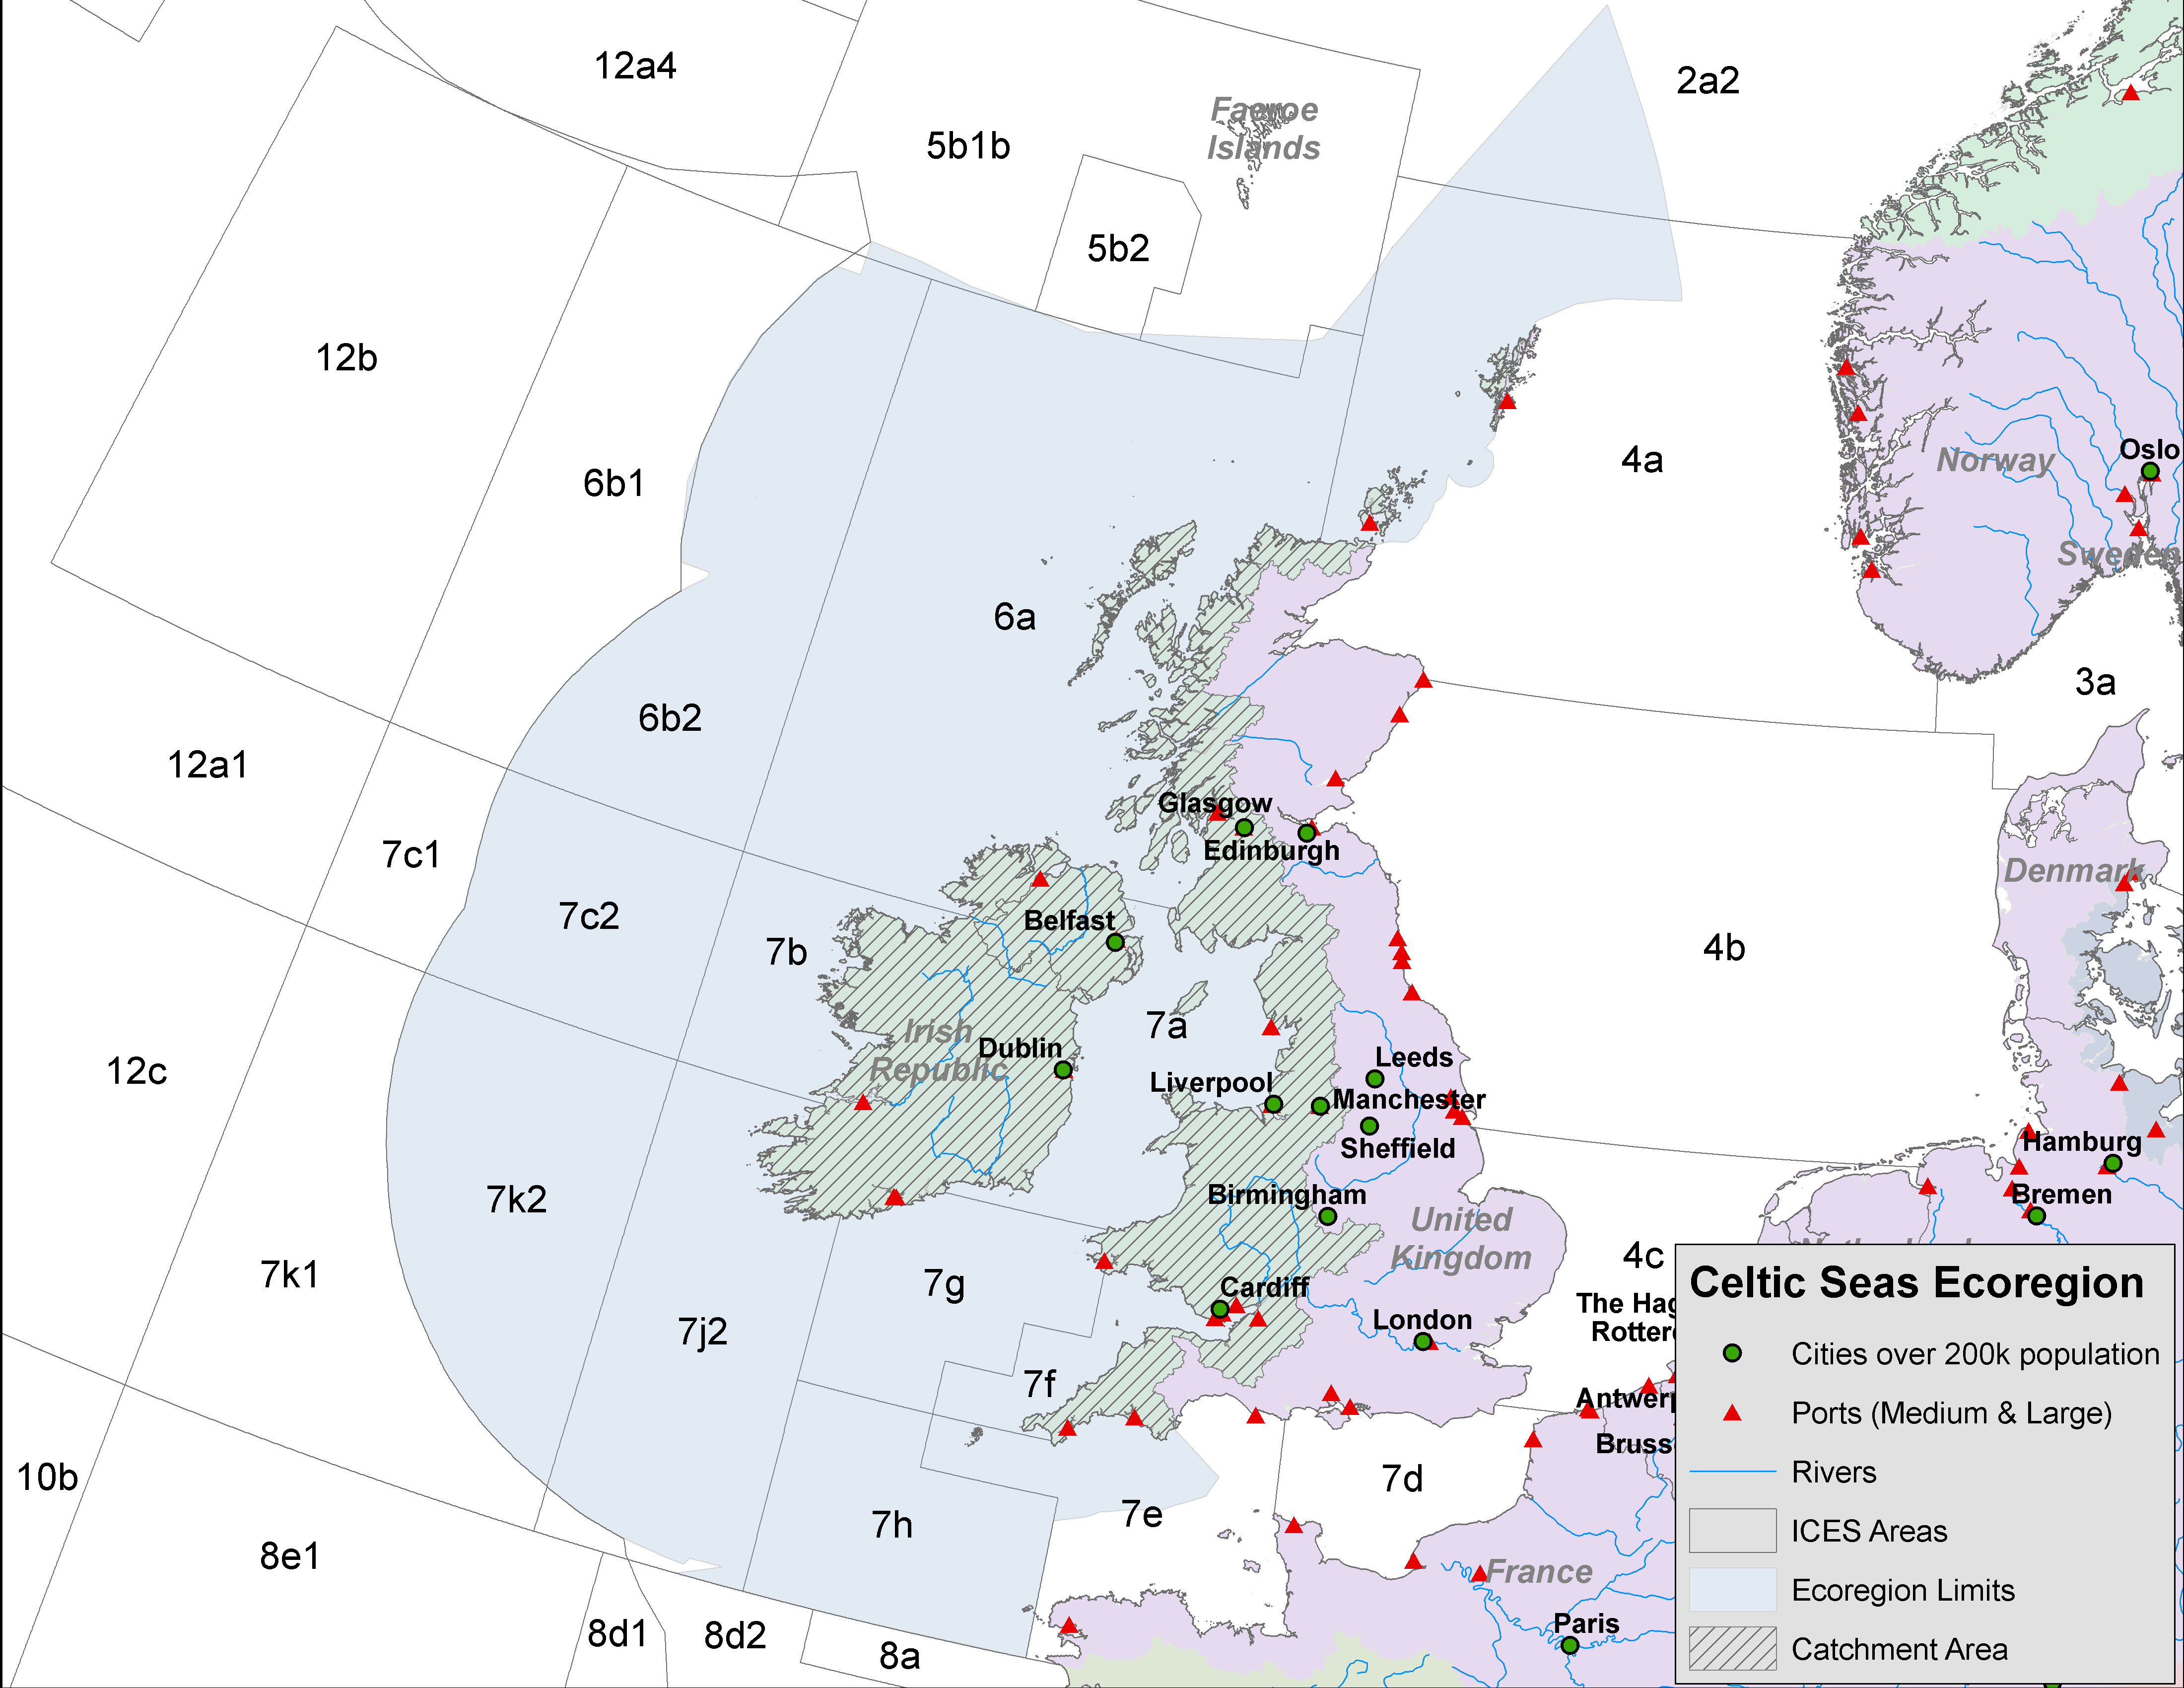 12a4
2a2
Faeroe
Islands
5b1b
5b2
12b
6b1
4a
Oslo
Norway
Sweden
6a
3a
6b2
12a1
Glasgow
7c1
Edinburgh
Denmark
7c2
Belfast
7b
4b
7a
Irish
Republic
Dublin
12c
Leeds
Liverpool
Manchester
Sheffield
Hamburg
7k2
Birmingham
Bremen
United
Kingdom
4c
7k1
7g
Cardiff
7j2
London
The Hag
Rotter
7f
Antwerp
Bruss
10b
7d
7e
7h
8e1
France
Paris
8d1
8d2
8a
Celtic Seas Ecoregion
Cities over 200k population
Ports (Medium & Large)
Rivers
ICES Areas
Ecoregion Limits
Catchment Area